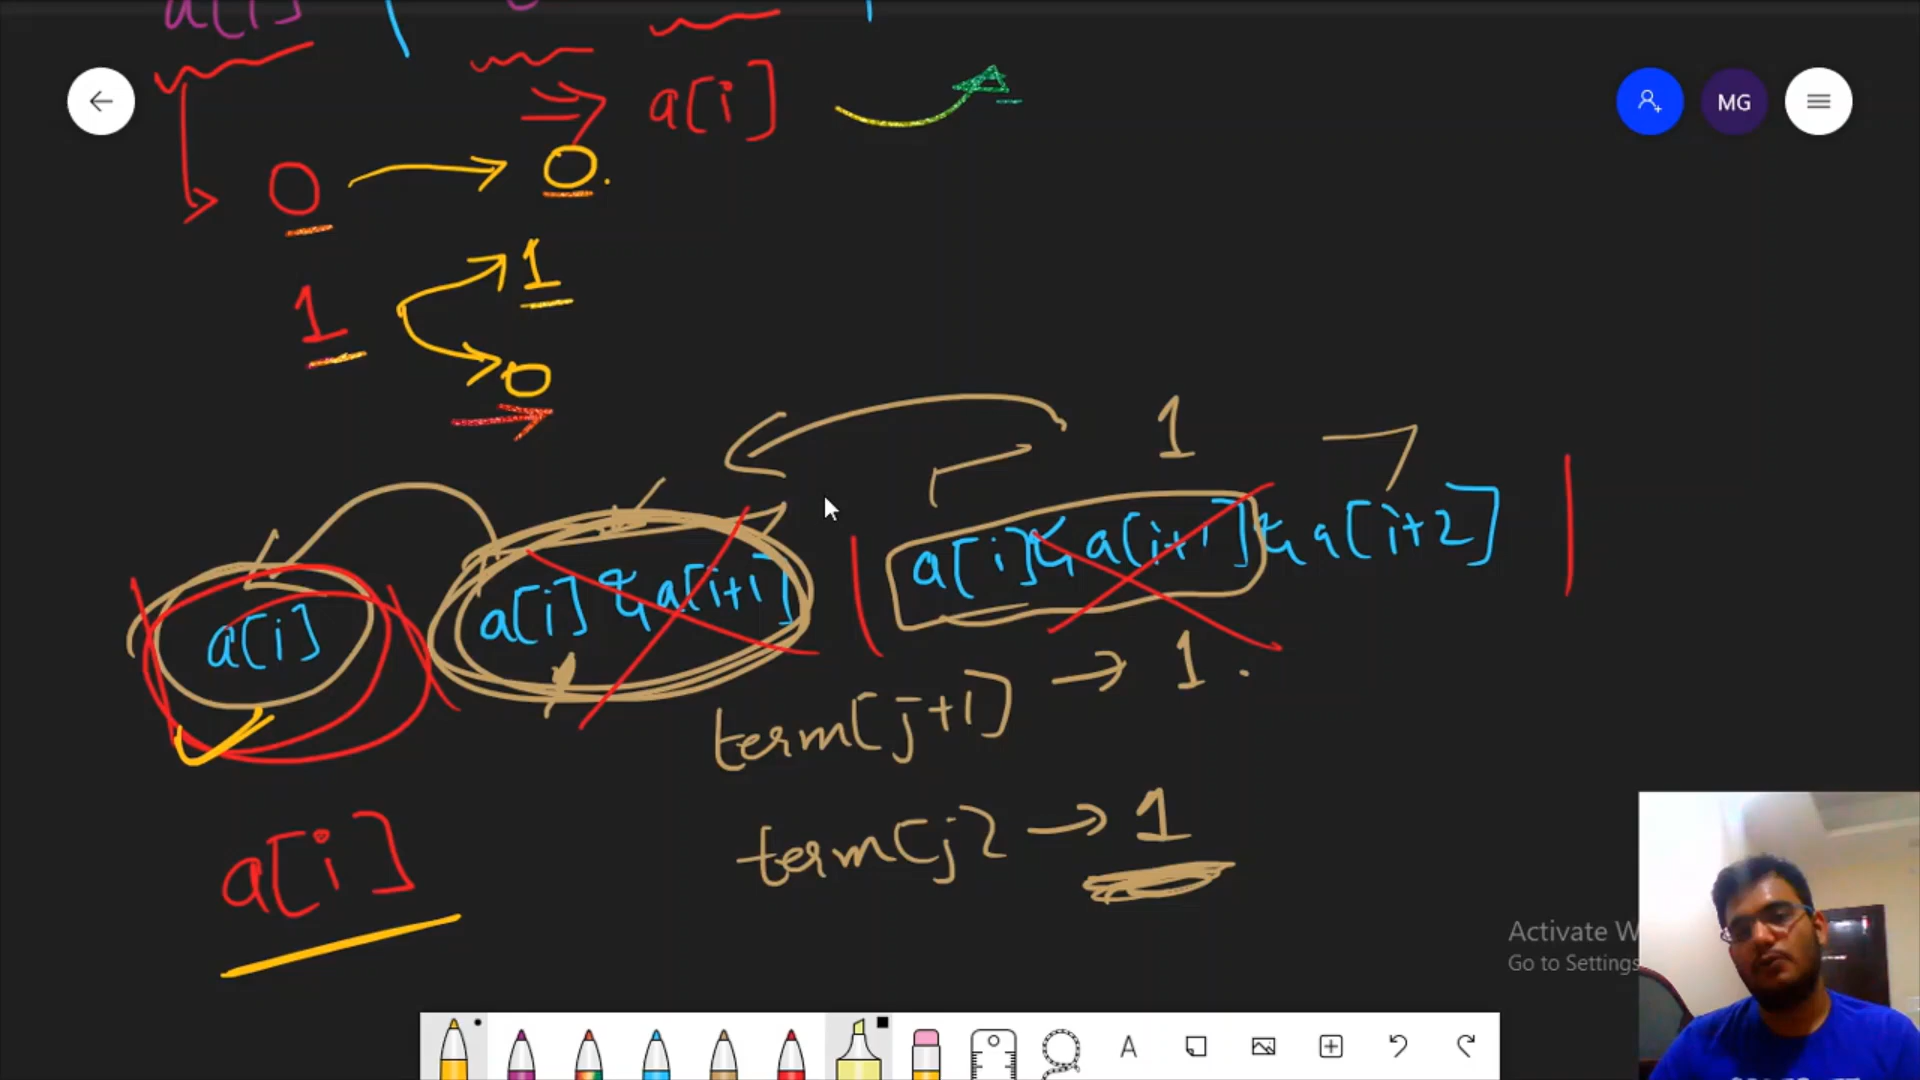 a[i]
a[i]
MG
0 0.
1
1
0
1
a[i] a[i] & a[i+1] | a[i] & a[i+1] & a[i+2] |
term[j+1] → 1.
term[j] → 1
a[i]
Activate W
Go to Settings
A